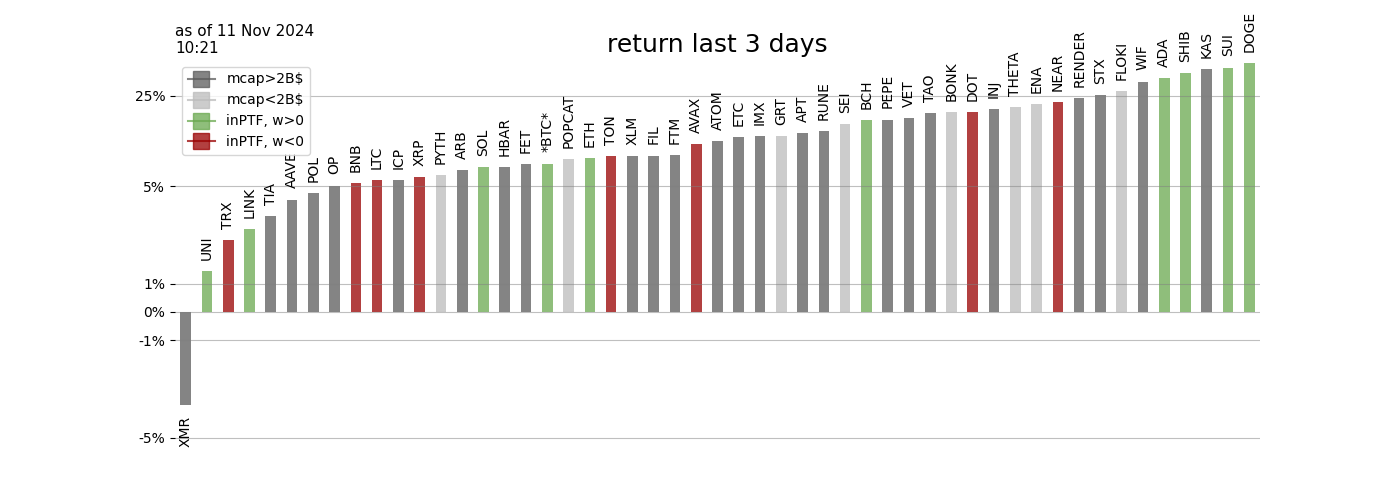 as of 11 Nov 2024
10:21
return last 3 days
mcap>2B$
mcap<2B$
inPTF, w>0
inPTF, w<0
25%
5%
1%
0%
-1%
-5%
XMR
UNI
TRX
LINK
TIA
AAVE
POL
OP
BNB
LTC
ICP
XRP
PYTH
ARB
SOL
HBAR
FET
*BTC*
POPCAT
ETH
TON
XLM
FIL
FTM
AVAX
ATOM
ETC
IMX
GRT
APT
RUNE
SEI
BCH
PEPE
VET
TAO
BONK
DOT
INJ
THETA
ENA
NEAR
RENDER
STX
FLOKI
WIF
ADA
SHIB
KAS
SUI
DOGE